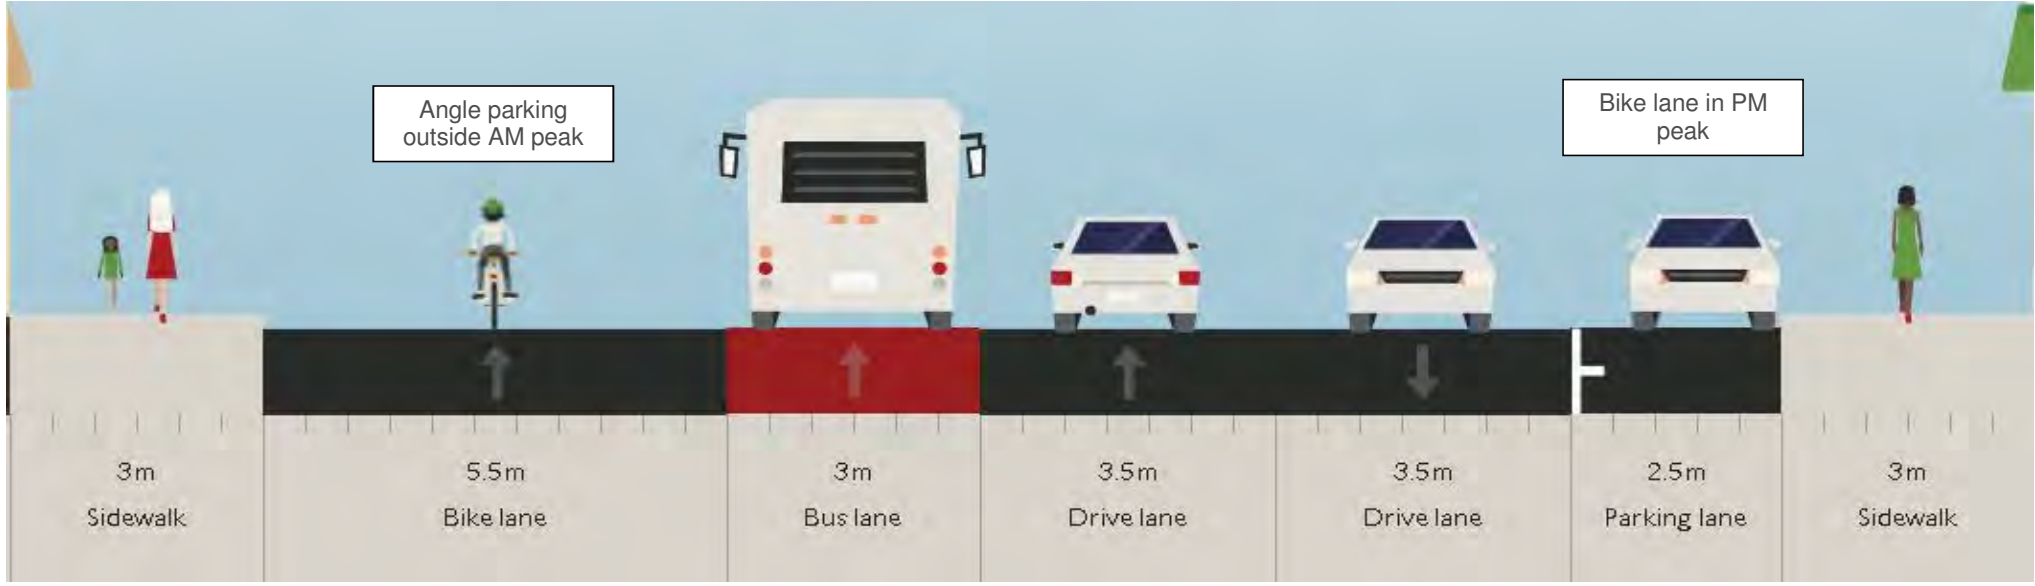 Angle parking
outside AM peak
Bike lane in PM
peak
3m
Sidewalk
5.5m
Bike lane
3m
Bus lane
3.5m
Drive lane
3.5m
Drive lane
2.5m
Parking lane
3m
Sidewalk